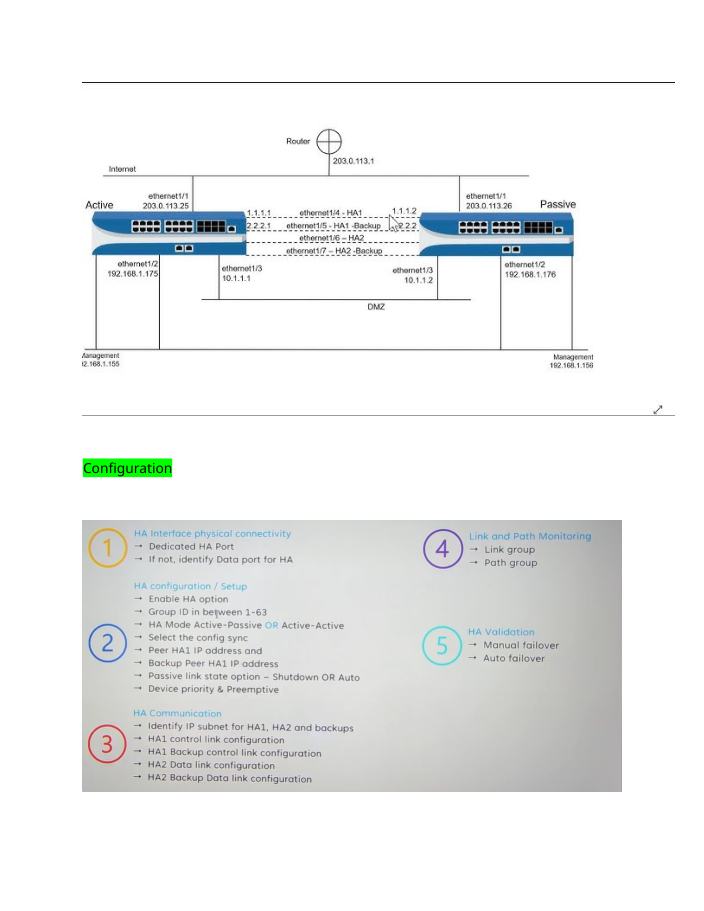 Router
203.0.113.1
Internet
ethernet1/1
203.0.113.25
ethernet1/1
203.0.113.26
Active
Passive
1.1.1.1
ethernet1/4 - HA1
1.1.1.2
2.2.2.1
ethernet1/5 - HA1 -Backup
2.2.2
ethernet1/6 – HA2
ethernet1/7 – HA2 -Backup
ethernet1/2
192.168.1.175
ethernet1/3
10.1.1.1
ethernet1/3
10.1.1.2
ethernet1/2
192.168.1.176
DMZ
Management
2.168.1.155
Management
192.168.1.156
Configuration
1
HA Interface physical connectivity
→ Dedicated HA Port
→ If not, identify Data port for HA
2
HA configuration / Setup
→ Enable HA option
→ Group ID in between 1-63
→ HA Mode Active-Passive OR Active-Active
→ Select the config sync
→ Peer HA1 IP address and
→ Backup Peer HA1 IP address
→ Passive link state option – Shutdown OR Auto
→ Device priority & Preemptive
3
HA Communication
→ Identify IP subnet for HA1, HA2 and backups
→ HA1 control link configuration
→ HA1 Backup control link configuration
→ HA2 Data link configuration
→ HA2 Backup Data link configuration
4
Link and Path Monitoring
→ Link group
→ Path group
5
HA Validation
→ Manual failover
→ Auto failover